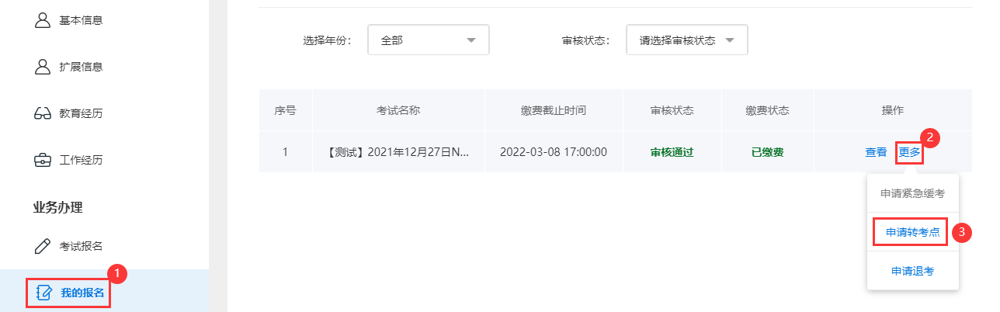 基本信息
扩展信息
教育经历
工作经历
业务办理
考试报名
1
我的报名
选择年份： 全部 审核状态： 请选择审核状态
序号 考试名称 缴费截止时间 审核状态 缴费状态 操作
1 【测试】2021年12月27日N... 2022-03-08 17:00:00 审核通过 已缴费 查看 更多 2
申请紧急缓考
申请转考点 3
申请退考